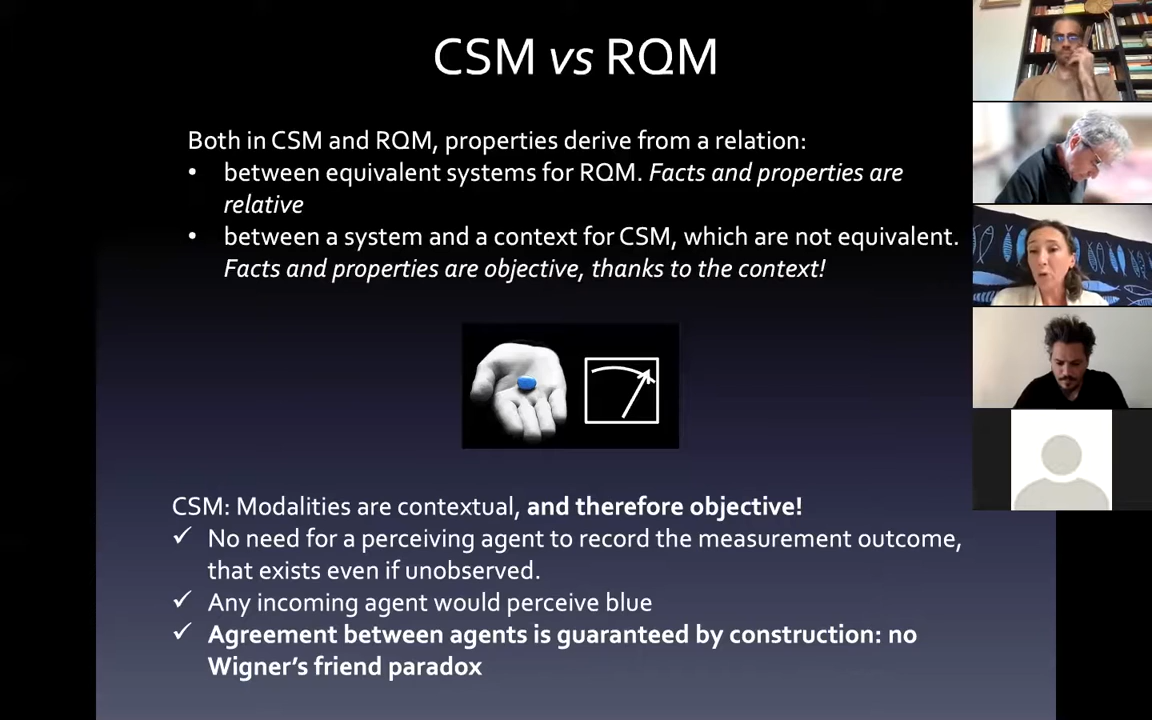 CSM vs RQM
Both in CSM and RQM, properties derive from a relation:
• between equivalent systems for RQM. Facts and properties are
relative
• between a system and a context for CSM, which are not equivalent.
Facts and properties are objective, thanks to the context!
CSM: Modalities are contextual, and therefore objective!
✓ No need for a perceiving agent to record the measurement outcome,
that exists even if unobserved.
✓ Any incoming agent would perceive blue
✓ Agreement between agents is guaranteed by construction: no
Wigner's friend paradox